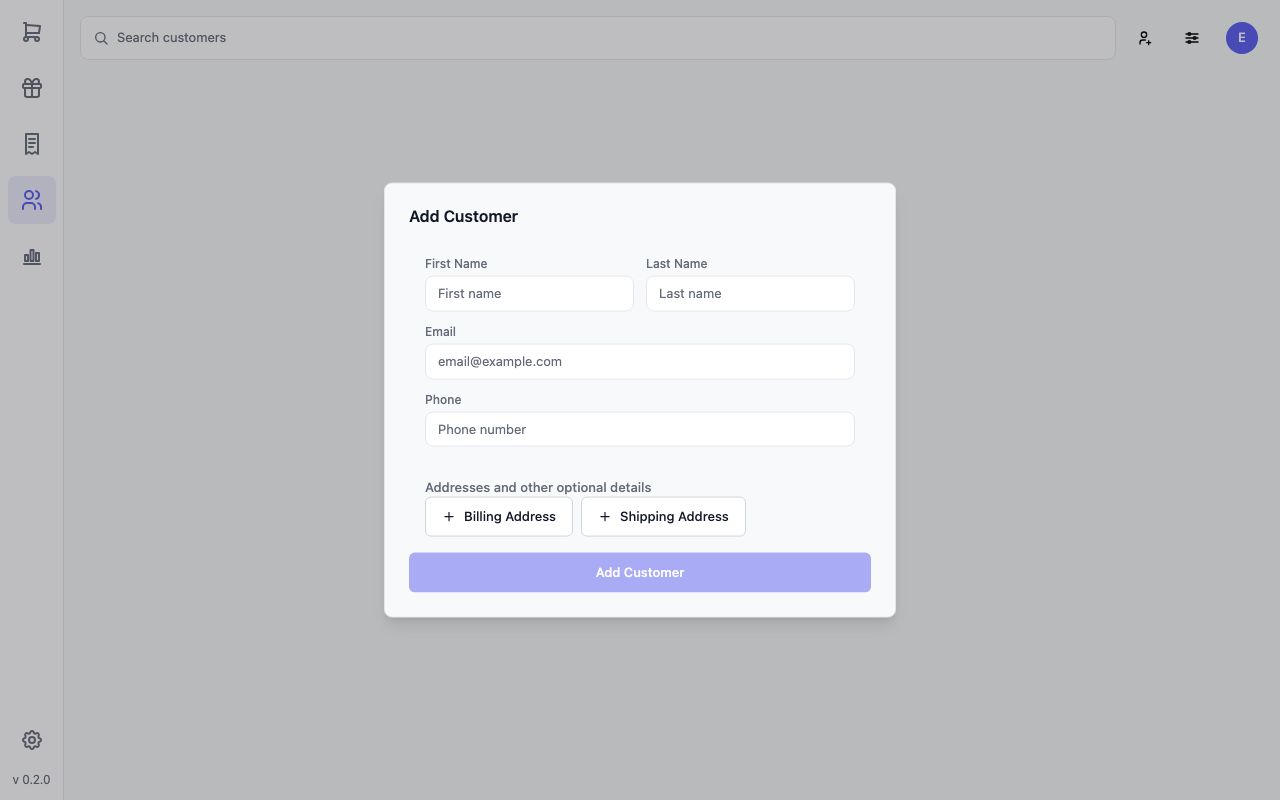 Search customers
E
Add Customer
First Name
Last Name
First name
Last name
Email
email@example.com
Phone
Phone number
Addresses and other optional details
+ Billing Address
+ Shipping Address
Add Customer
v 0.2.0